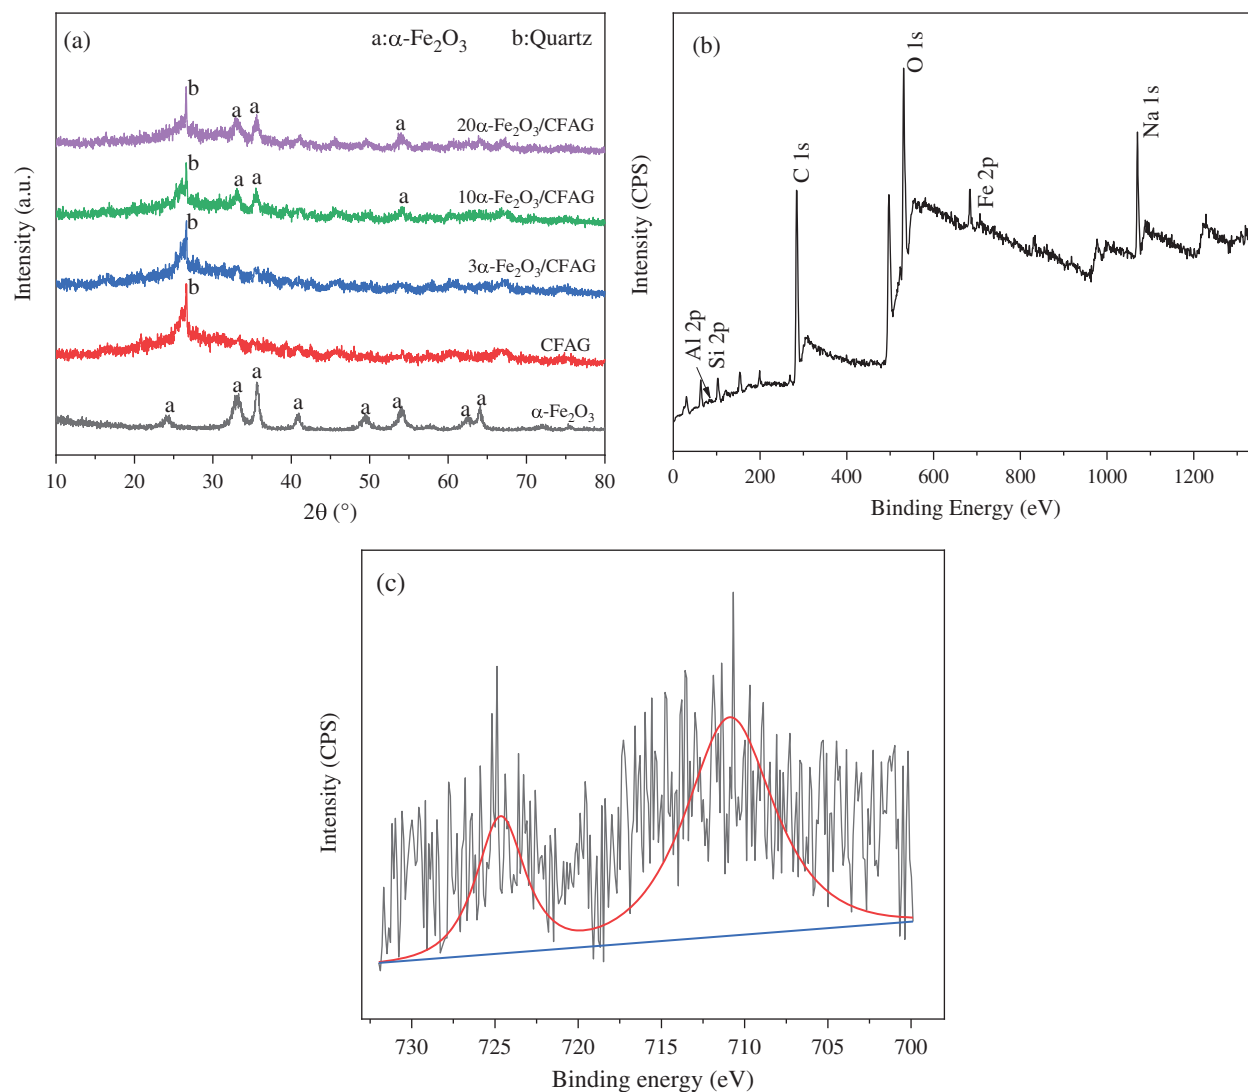 (a)
a:α-Fe₂O₃ b:Quartz
b
a
a
a
20α-Fe₂O₃/CFAG
b
a
a
a
10α-Fe₂O₃/CFAG
b
3α-Fe₂O₃/CFAG
b
CFAG
a
a
a
a
a
a
a
a
α-Fe₂O₃
Intensity (a.u.)
10 20 30 40 50 60 70 80
2θ (°)
(b)
Al 2p
Si 2p
C 1s
O 1s
Fe 2p
Na 1s
Intensity (CPS)
0 200 400 600 800 1000 1200
Binding Energy (eV)
(c)
Intensity (CPS)
730 725 720 715 710 705 700
Binding energy (eV)